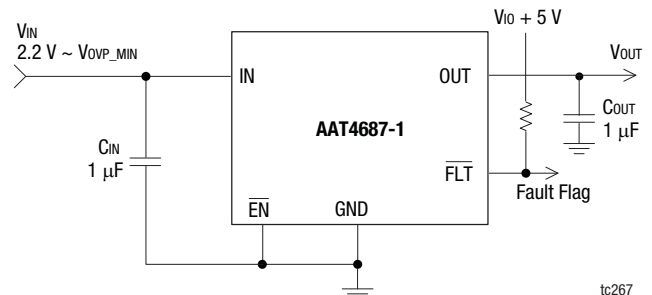 VIN
2.2 V ~ VOVP_MIN
VIO + 5 V
VOUT
IN
OUT
AAT4687-1
COUT
1 μF
CIN
1 μF
FLT
Fault Flag
EN
GND
tc267